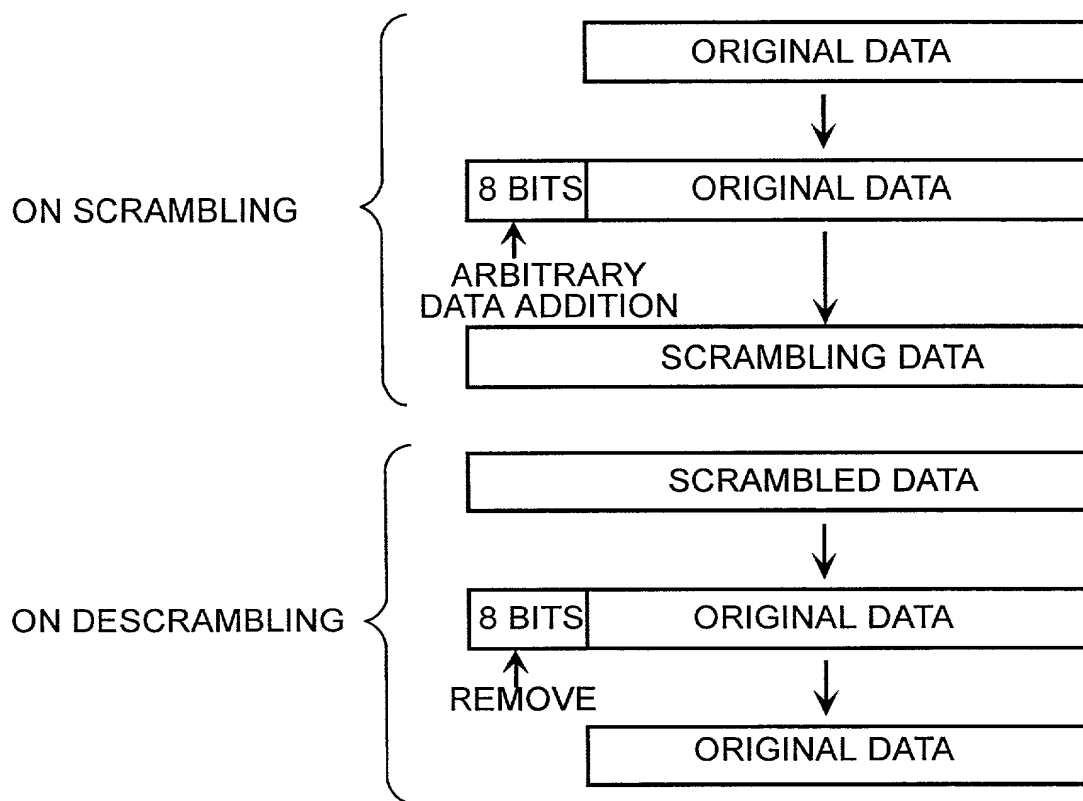 ORIGINAL DATA
8 BITS ORIGINAL DATA
ON SCRAMBLING
ARBITRARY
DATA ADDITION
SCRAMBLING DATA
SCRAMBLED DATA
8 BITS ORIGINAL DATA
ON DESCRAMBLING
REMOVE
ORIGINAL DATA